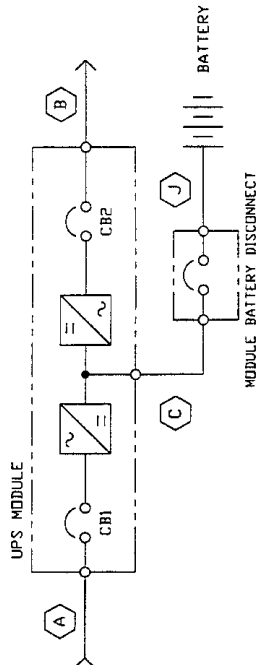 UPS MODULE
A
CB1
CB2
B
C
J
BATTERY
MODULE BATTERY DISCONNECT